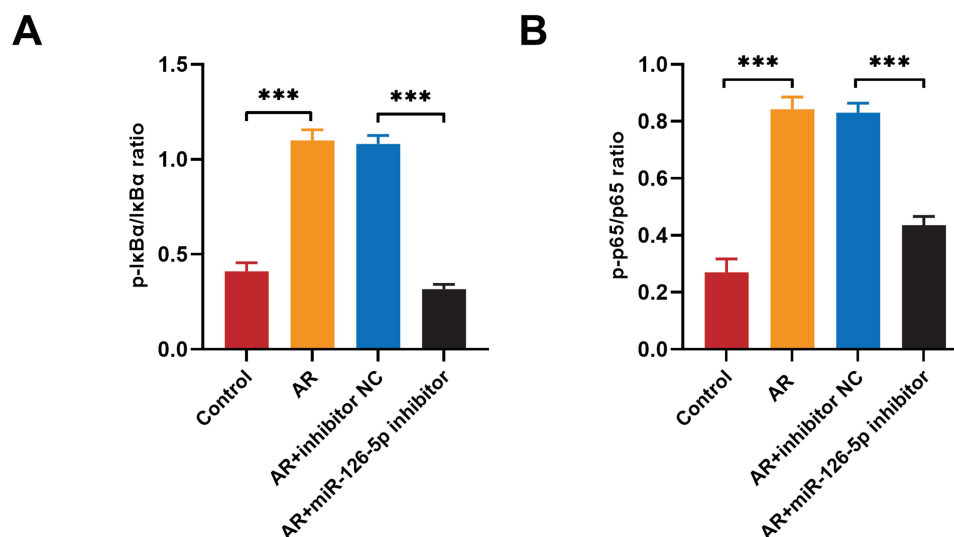 A
p-IκBα/IκBα ratio
1.5
1.0
0.5
0.0
***
***
Control
AR
AR+inhibitor NC
AR+miR-126-5p inhibitor
B
p-p65/p65 ratio
1.0
0.8
0.6
0.4
0.2
0.0
***
***
Control
AR
AR+inhibitor NC
AR+miR-126-5p inhibitor